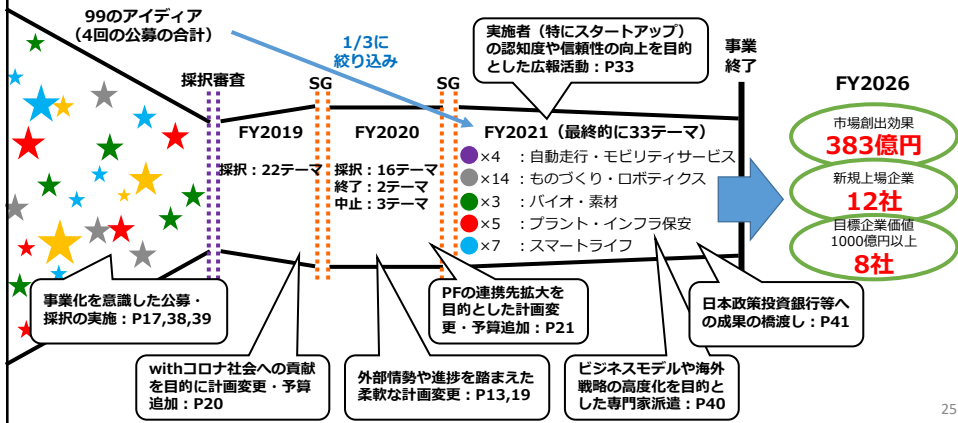 99のアイディア
（4回の公募の合計）
1/3に
絞り込み
実施者（特にスタートアップ）
の認知度や信頼性の向上を目的
とした広報活動：P33
事業
終了
採択審査
SG
SG
FY2026
FY2019
採択：22テーマ
FY2020
採択：16テーマ
終了：2テーマ
中止：3テーマ
FY2021（最終的に33テーマ）
×4 ：自動走行・モビリティサービス
×14 ：ものづくり・ロボティクス
×3 ：バイオ・素材
×5 ：プラント・インフラ保安
×7 ：スマートライフ
市場創出効果
383億円
新規上場企業
12社
目標企業価値
1000億円以上
8社
事業化を意識した公募・
採択の実施：P17,38,39
withコロナ社会への貢献
を目的に計画変更・予算
追加：P20
外部情勢や進捗を踏まえた
柔軟な計画変更：P13,19
PFの連携先拡大を
目的とした計画変
更・予算追加：P21
ビジネスモデルや海外
戦略の高度化を目的と
した専門家派遣：P40
日本政策投資銀行等へ
の成果の橋渡し：P41
25